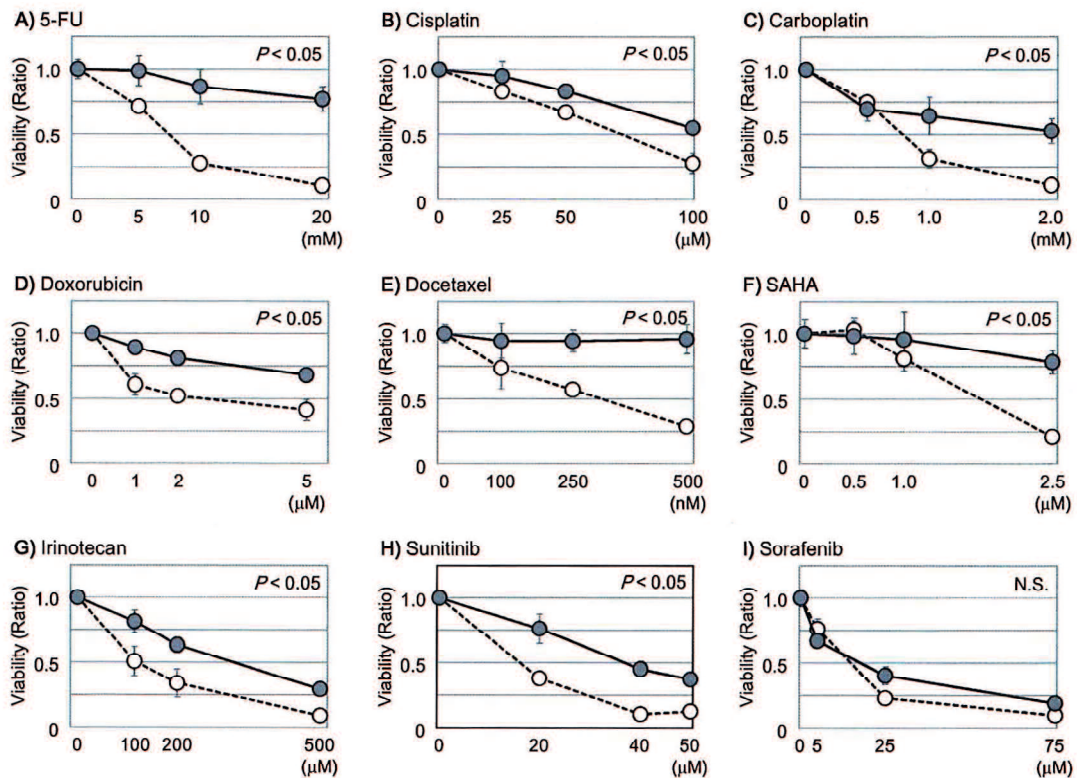 A) 5-FU
P < 0.05
Viability (Ratio)
1.0
0.5
0
0 5 10 20
(mM)
B) Cisplatin
P < 0.05
Viability (Ratio)
1.0
0.5
0
0 25 50 100
(μM)
C) Carboplatin
P < 0.05
Viability (Ratio)
1.0
0.5
0
0 0.5 1.0 2.0
(mM)
D) Doxorubicin
P < 0.05
Viability (Ratio)
1.0
0.5
0
0 1 2 5
(μM)
E) Docetaxel
P < 0.05
Viability (Ratio)
1.0
0.5
0
0 100 250 500
(nM)
F) SAHA
P < 0.05
Viability (Ratio)
1.0
0.5
0
0 0.5 1.0 2.5
(μM)
G) Irinotecan
P < 0.05
Viability (Ratio)
1.0
0.5
0
0 100 200 500
(μM)
H) Sunitinib
P < 0.05
Viability (Ratio)
1.0
0.5
0
0 20 40 50
(μM)
I) Sorafenib
N.S.
Viability (Ratio)
1.0
0.5
0
0 5 25 75
(μM)